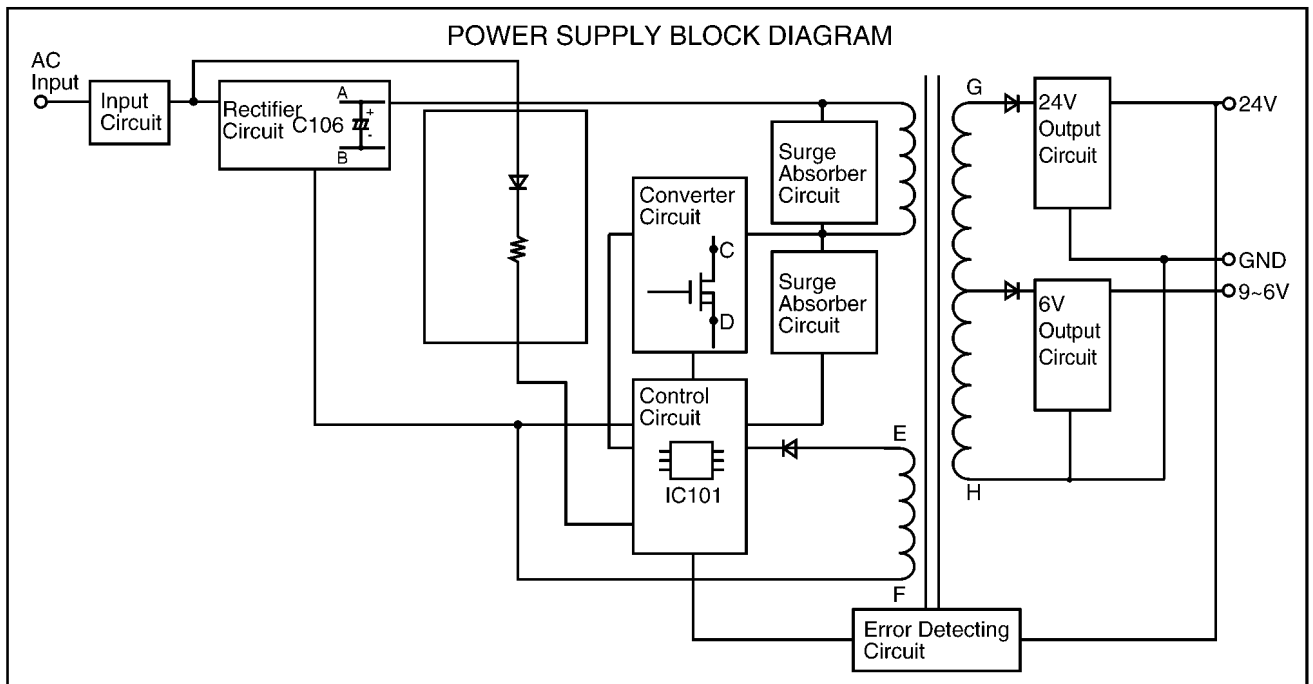 POWER SUPPLY BLOCK DIAGRAM
AC
Input
Input
Circuit
Rectifier
Circuit
A
C106
+
-
B
Surge
Absorber
Circuit
Converter
Circuit
C
D
Surge
Absorber
Circuit
Control
Circuit
IC101
E
F
G
H
24V
Output
Circuit
24V
GND
9~6V
6V
Output
Circuit
Error Detecting
Circuit